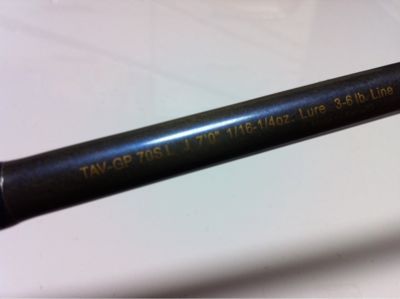 TAV-GP 70SL J 7'0" 1/16-1/4oz. Lure 3-6 lb. Line